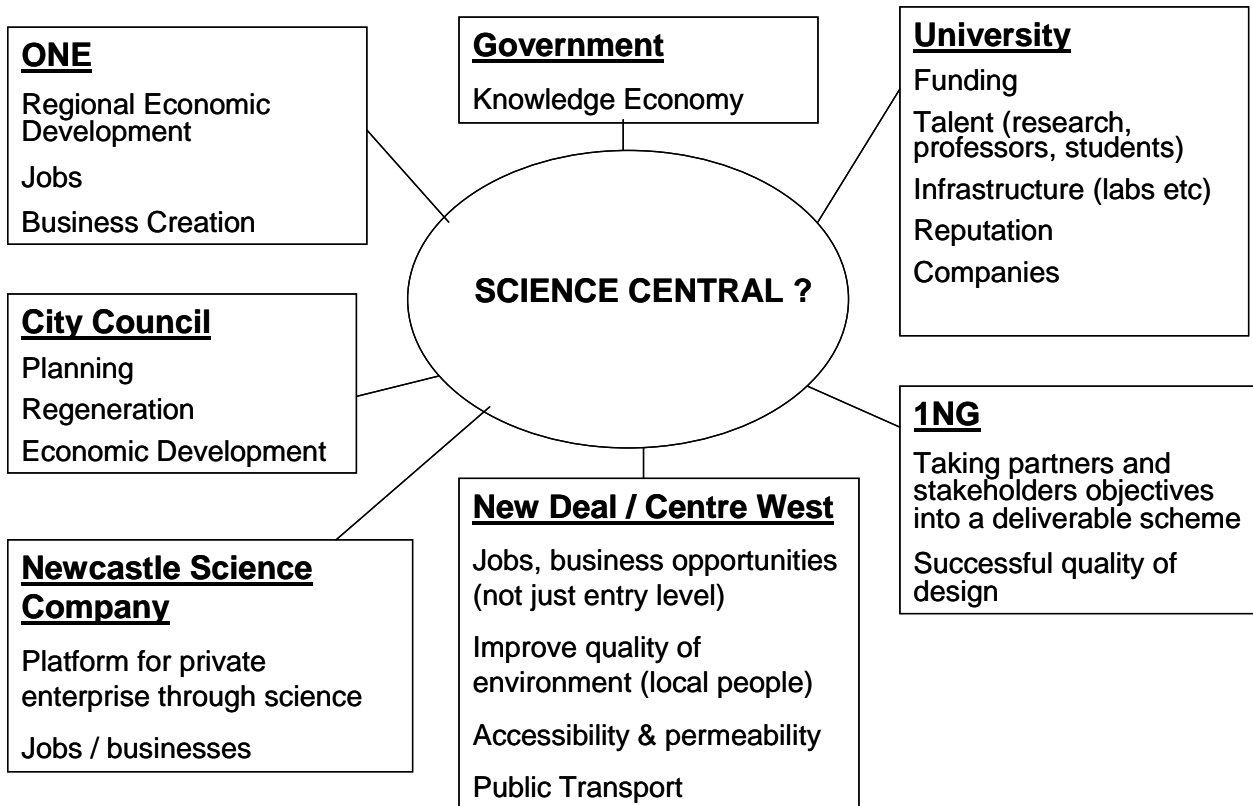 ONE
Regional Economic
Development
Jobs
Business Creation
Government
Knowledge Economy
University
Funding
Talent (research,
professors, students)
Infrastructure (labs etc)
Reputation
Companies
SCIENCE CENTRAL ?
City Council
Planning
Regeneration
Economic Development
1NG
Taking partners and
stakeholders objectives
into a deliverable scheme
Successful quality of
design
Newcastle Science
Company
Platform for private
enterprise through science
Jobs / businesses
New Deal / Centre West
Jobs, business opportunities
(not just entry level)
Improve quality of
environment (local people)
Accessibility & permeability
Public Transport